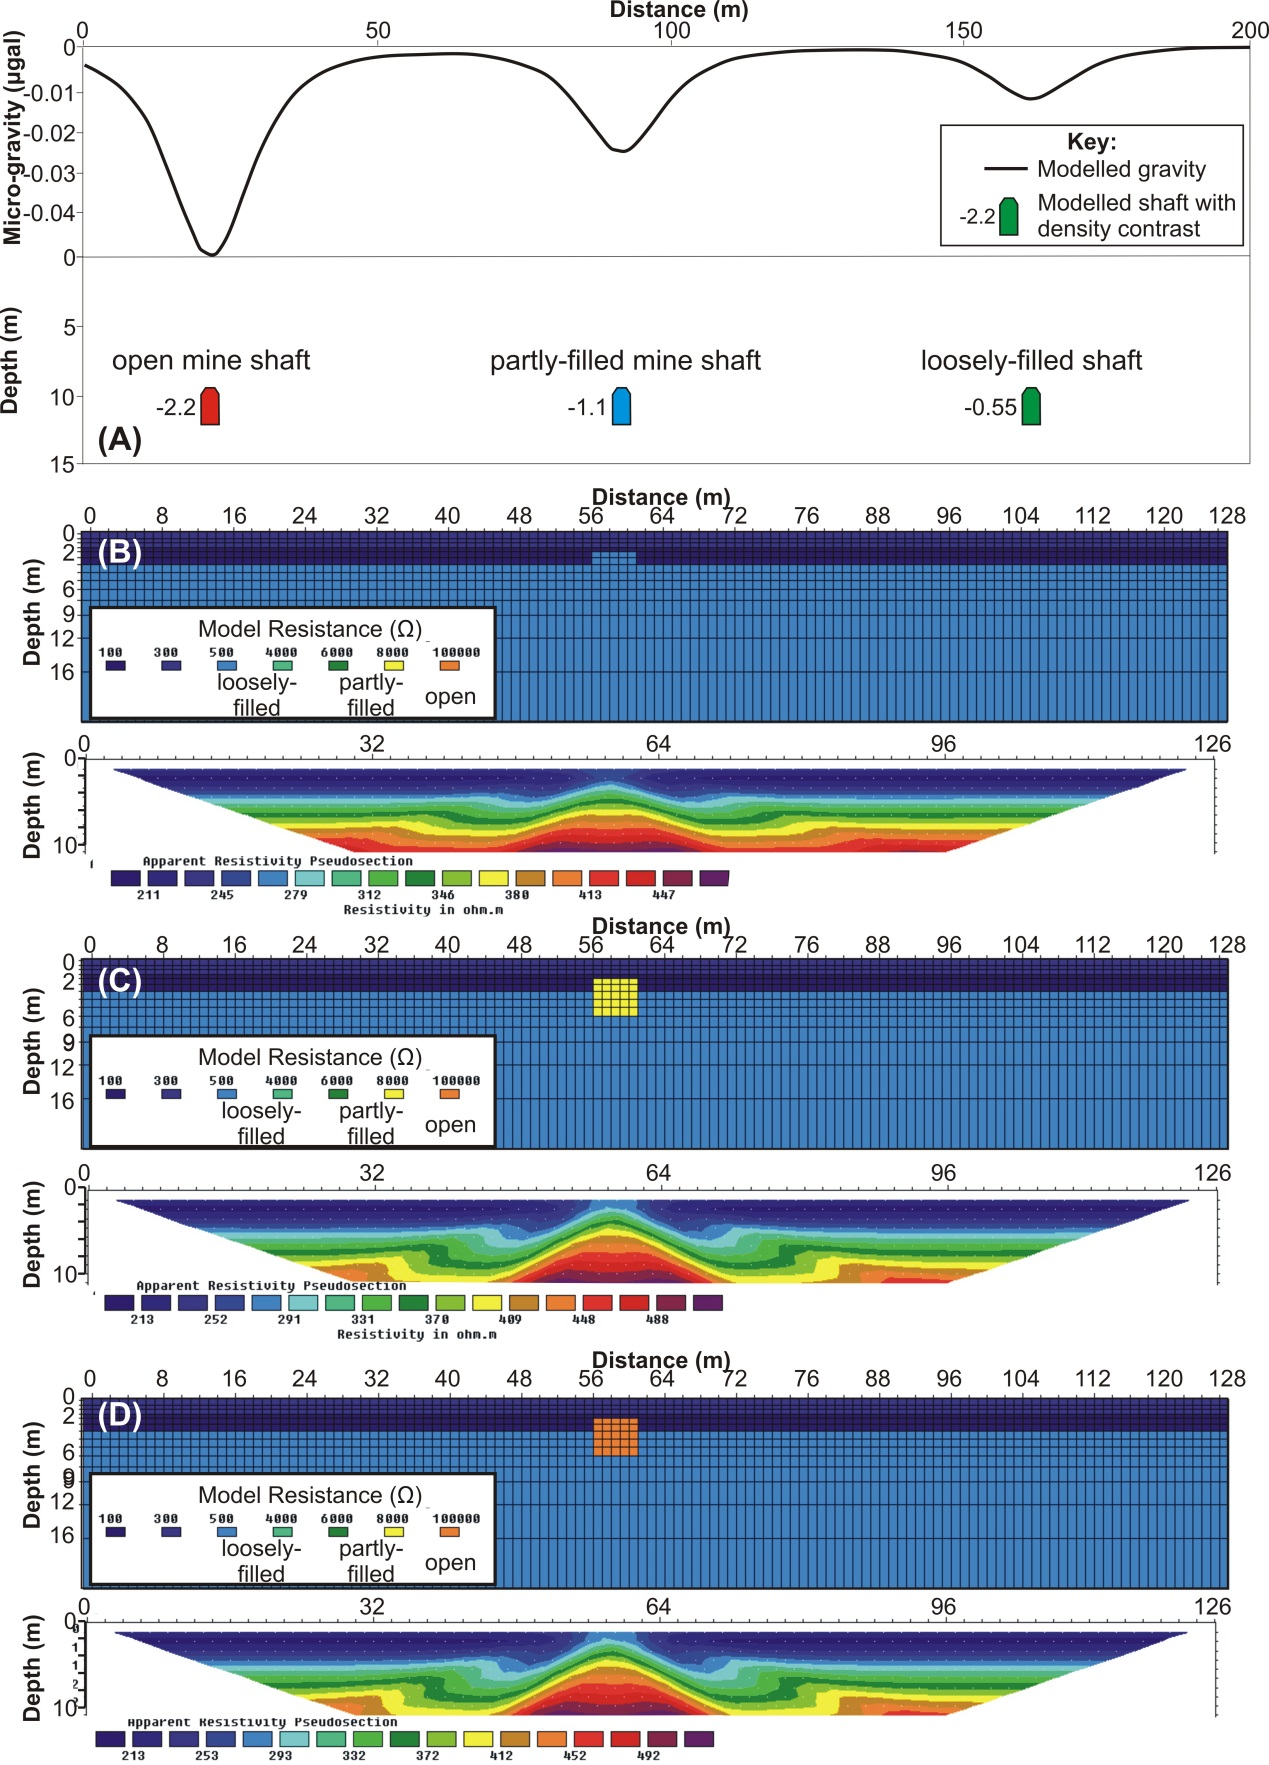 Distance (m)
0 50 100 150 200
Micro-gravity (µgal)
0
-0.01
-0.02
-0.03
-0.04
0
Key:
Modelled gravity
-2.2
Modelled shaft with
density contrast
Depth (m)
5
10
15
open mine shaft
partly-filled mine shaft
loosely-filled shaft
-2.2
-1.1
-0.55
(A)
Distance (m)
0 8 16 24 32 40 48 56 64 72 76 88 96 104 112 120 128
Depth (m)
0
2
6
9
12
16
(B)
Model Resistance (Ω)
100 300 500 4000 6000 8000 100000
loosely-
filled
partly-
filled
open
0 32 64 96 126
Depth (m)
0
10
Apparent Resistivity Pseudosection
211 245 279 312 346 380 413 447
Resistivity in ohm.m
Distance (m)
0 8 16 24 32 40 48 56 64 72 76 88 96 104 112 120 128
Depth (m)
0
2
6
9
12
16
(C)
Model Resistance (Ω)
100 300 500 4000 6000 8000 100000
loosely-
filled
partly-
filled
open
0 32 64 96 126
Depth (m)
0
10
Apparent Resistivity Pseudosection
213 252 291 331 370 409 448 488
Resistivity in ohm.m
Distance (m)
0 8 16 24 32 40 48 56 64 72 76 88 96 104 112 120 128
Depth (m)
0
2
6
9
12
16
(D)
Model Resistance (Ω)
100 300 500 4000 6000 8000 100000
loosely-
filled
partly-
filled
open
0 32 64 96 126
Depth (m)
0
10
Apparent Resistivity Pseudosection
213 253 293 332 372 412 452 492